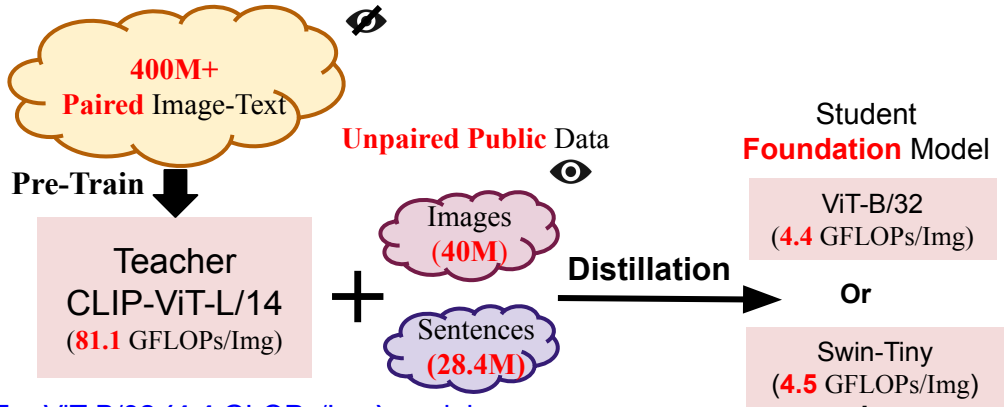 400M+
Paired Image-Text
Pre-Train
Teacher
CLIP-ViT-L/14
(81.1 GFLOPs/Img)
+
Unpaired Public Data
Images
(40M)
Sentences
(28.4M)
Distillation
Student
Foundation Model
ViT-B/32
(4.4 GFLOPs/Img)
Or
Swin-Tiny
(4.5 GFLOPs/Img)